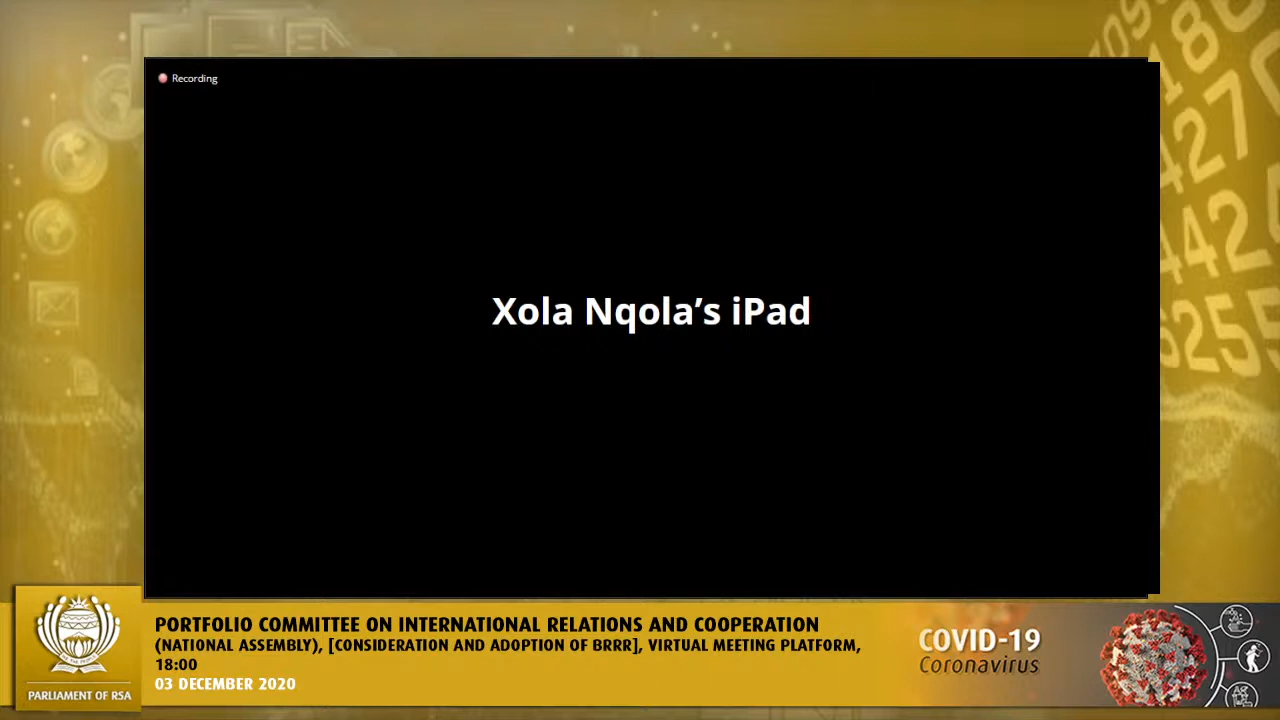 Recording
Xola Nqola’s iPad
PORTFOLIO COMMITTEE ON INTERNATIONAL RELATIONS AND COOPERATION
(NATIONAL ASSEMBLY), [CONSIDERATION AND ADOPTION OF BRRR], VIRTUAL MEETING PLATFORM,
18:00
03 DECEMBER 2020
PARLIAMENT OF RSA
COVID-19
Coronavirus